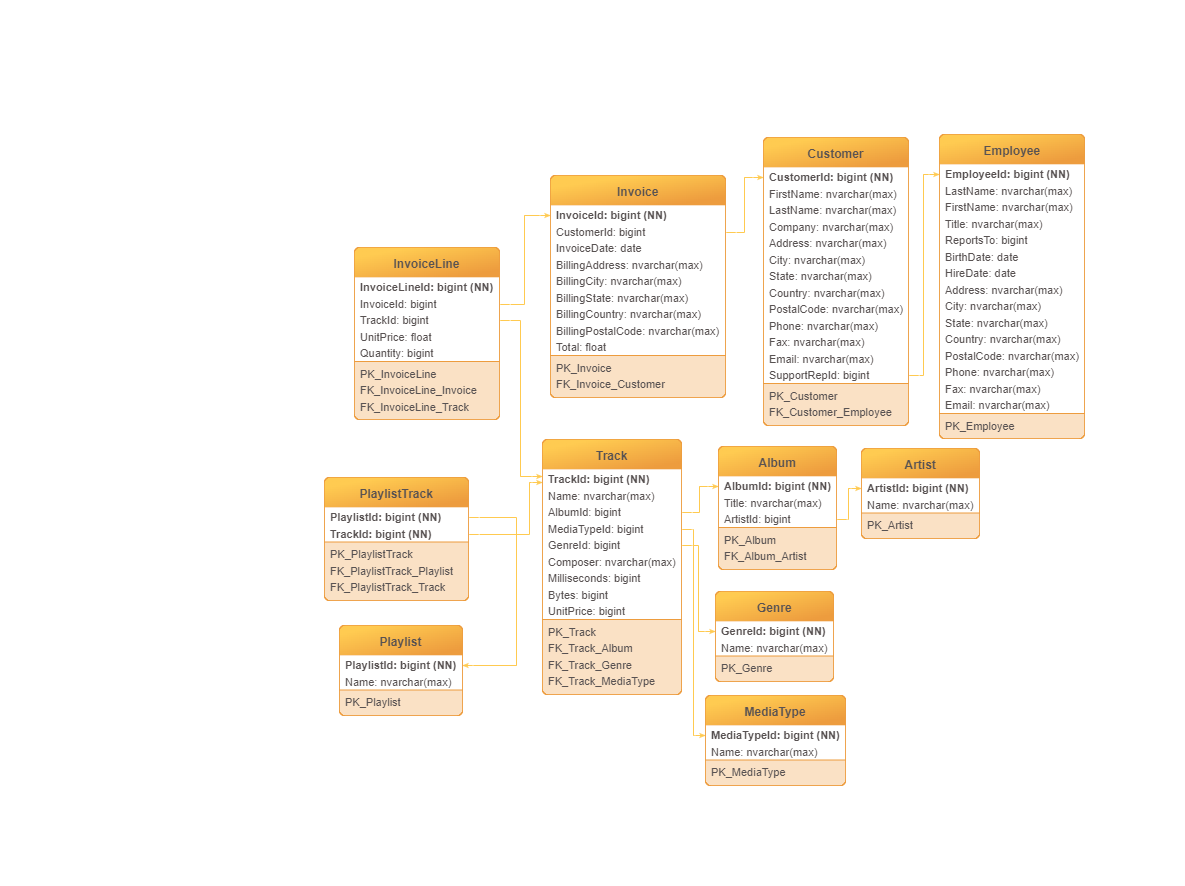 Customer
CustomerId: bigint (NN)
FirstName: nvarchar(max)
LastName: nvarchar(max)
Company: nvarchar(max)
Address: nvarchar(max)
City: nvarchar(max)
State: nvarchar(max)
Country: nvarchar(max)
PostalCode: nvarchar(max)
Phone: nvarchar(max)
Fax: nvarchar(max)
Email: nvarchar(max)
SupportRepId: bigint
PK_Customer
FK_Customer_Employee
Employee
EmployeeId: bigint (NN)
LastName: nvarchar(max)
FirstName: nvarchar(max)
Title: nvarchar(max)
ReportsTo: bigint
BirthDate: date
HireDate: date
Address: nvarchar(max)
City: nvarchar(max)
State: nvarchar(max)
Country: nvarchar(max)
PostalCode: nvarchar(max)
Phone: nvarchar(max)
Fax: nvarchar(max)
Email: nvarchar(max)
PK_Employee
Invoice
InvoiceId: bigint (NN)
CustomerId: bigint
InvoiceDate: date
BillingAddress: nvarchar(max)
BillingCity: nvarchar(max)
BillingState: nvarchar(max)
BillingCountry: nvarchar(max)
BillingPostalCode: nvarchar(max)
Total: float
PK_Invoice
FK_Invoice_Customer
InvoiceLine
InvoiceLineId: bigint (NN)
InvoiceId: bigint
TrackId: bigint
UnitPrice: float
Quantity: bigint
PK_InvoiceLine
FK_InvoiceLine_Invoice
FK_InvoiceLine_Track
Track
TrackId: bigint (NN)
Name: nvarchar(max)
AlbumId: bigint
MediaTypeId: bigint
GenreId: bigint
Composer: nvarchar(max)
Milliseconds: bigint
Bytes: bigint
UnitPrice: bigint
PK_Track
FK_Track_Album
FK_Track_Genre
FK_Track_MediaType
Album
AlbumId: bigint (NN)
Title: nvarchar(max)
ArtistId: bigint
PK_Album
FK_Album_Artist
Artist
ArtistId: bigint (NN)
Name: nvarchar(max)
PK_Artist
PlaylistTrack
PlaylistId: bigint (NN)
TrackId: bigint (NN)
PK_PlaylistTrack
FK_PlaylistTrack_Playlist
FK_PlaylistTrack_Track
Genre
GenreId: bigint (NN)
Name: nvarchar(max)
PK_Genre
Playlist
PlaylistId: bigint (NN)
Name: nvarchar(max)
PK_Playlist
MediaType
MediaTypeId: bigint (NN)
Name: nvarchar(max)
PK_MediaType